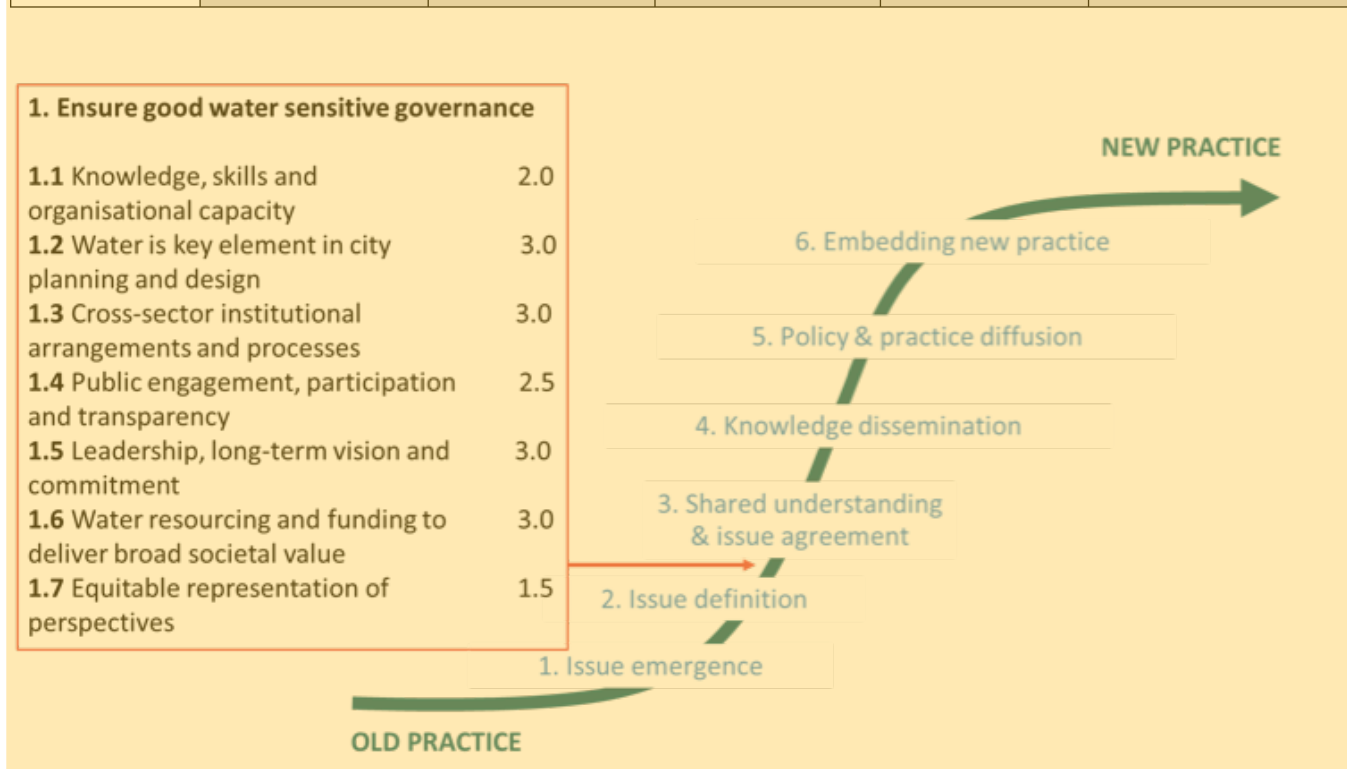 1. Ensure good water sensitive governance
1.1 Knowledge, skills and 2.0
organisational capacity
1.2 Water is key element in city 3.0
planning and design
1.3 Cross-sector institutional 3.0
arrangements and processes
1.4 Public engagement, participation 2.5
and transparency
1.5 Leadership, long-term vision and 3.0
commitment
1.6 Water resourcing and funding to 3.0
deliver broad societal value
1.7 Equitable representation of 1.5
perspectives
NEW PRACTICE
6. Embedding new practice
5. Policy & practice diffusion
4. Knowledge dissemination
3. Shared understanding
& issue agreement
2. Issue definition
1. Issue emergence
OLD PRACTICE